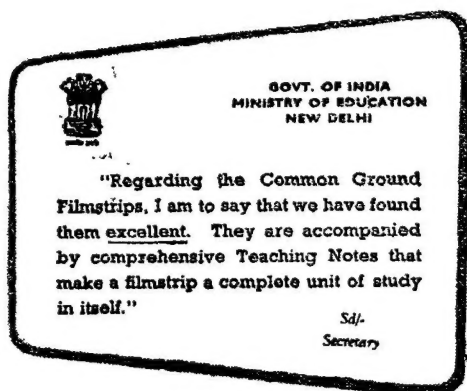 GOVT. OF INDIA
MINISTRY OF EDUCATION
NEW DELHI
"Regarding the Common Ground
Filmstrips, I am to say that we have found
them excellent. They are accompanied
by comprehensive Teaching Notes that
make a filmstrip a complete unit of study
in itself."
Sd/-
Secretary